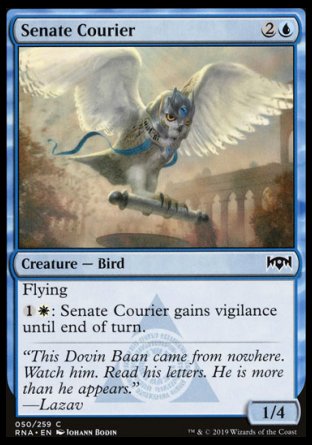 Senate Courier 2
Creature — Bird
Flying
1: Senate Courier gains vigilance
until end of turn.
"This Dovin Baan came from nowhere.
Watch him. Read his letters. He is more
than he appears."
—Lazav
1/4
050/259 C
RNA • EN Johann Bodin
™ & © 2019 Wizards of the Coast